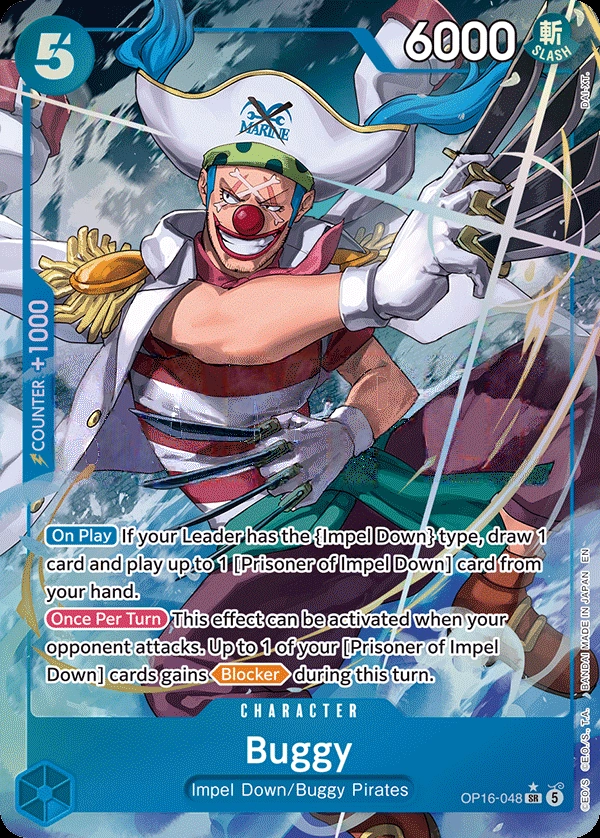 5
6000
斬
SLASH
DAI-XT.
MARINE
COUNTER +1000
On Play If your Leader has the {Impel Down} type, draw 1
card and play up to 1 [Prisoner of Impel Down] card from
your hand.
Once Per Turn This effect can be activated when your
opponent attacks. Up to 1 of your [Prisoner of Impel
Down] cards gains Blocker during this turn.
©E.O/S ©E.O./S., T.A. BANDAI MADE IN JAPAN EN
CHARACTER
Buggy
Impel Down/Buggy Pirates
OP16-048 SR 5